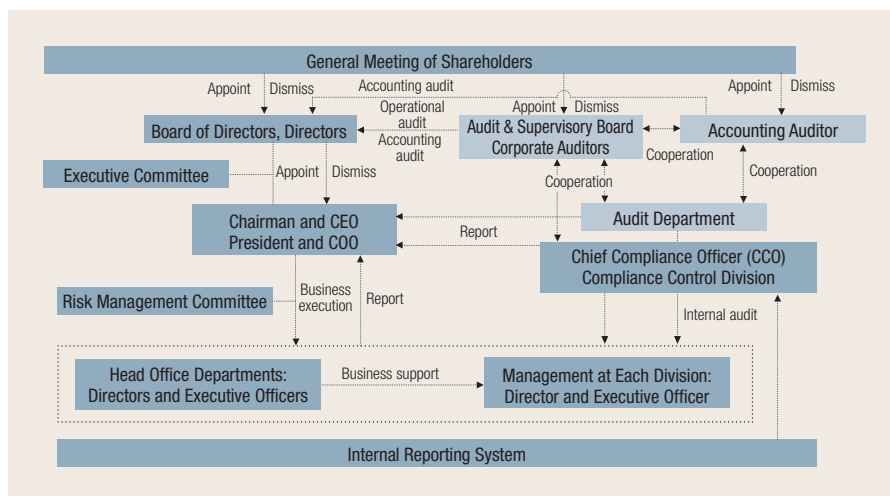 General Meeting of Shareholders
Appoint
Dismiss
Accounting audit
Appoint
Dismiss
Appoint
Dismiss
Board of Directors, Directors
Operational
audit
Accounting
audit
Audit & Supervisory Board
Corporate Auditors
Accounting Auditor
Cooperation
Executive Committee
Appoint
Dismiss
Cooperation
Cooperation
Chairman and CEO
President and COO
Audit Department
Report
Chief Compliance Officer (CCO)
Compliance Control Division
Risk Management Committee
Business
execution
Report
Internal audit
Head Office Departments:
Directors and Executive Officers
Business support
Management at Each Division:
Director and Executive Officer
Internal Reporting System